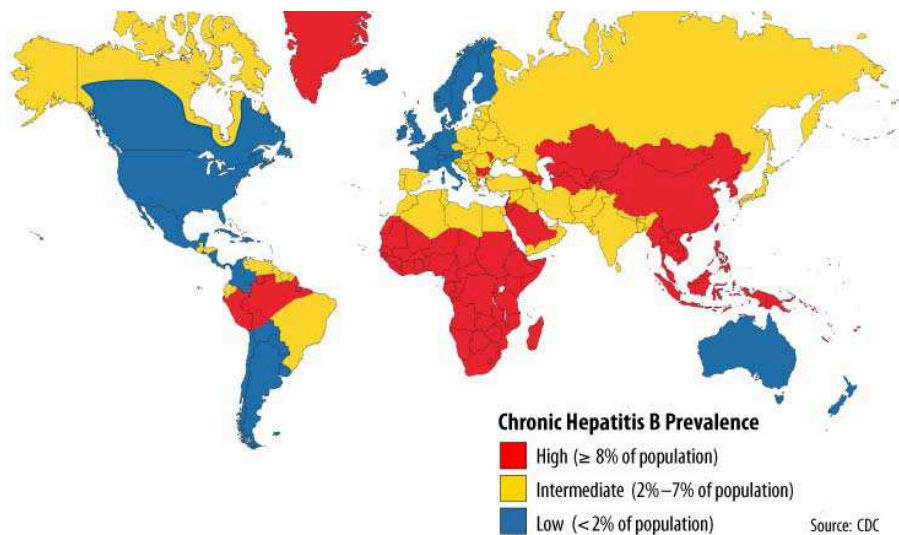 Chronic Hepatitis B Prevalence
High (≥ 8% of population)
Intermediate (2%–7% of population)
Low (< 2% of population)
Source: CDC